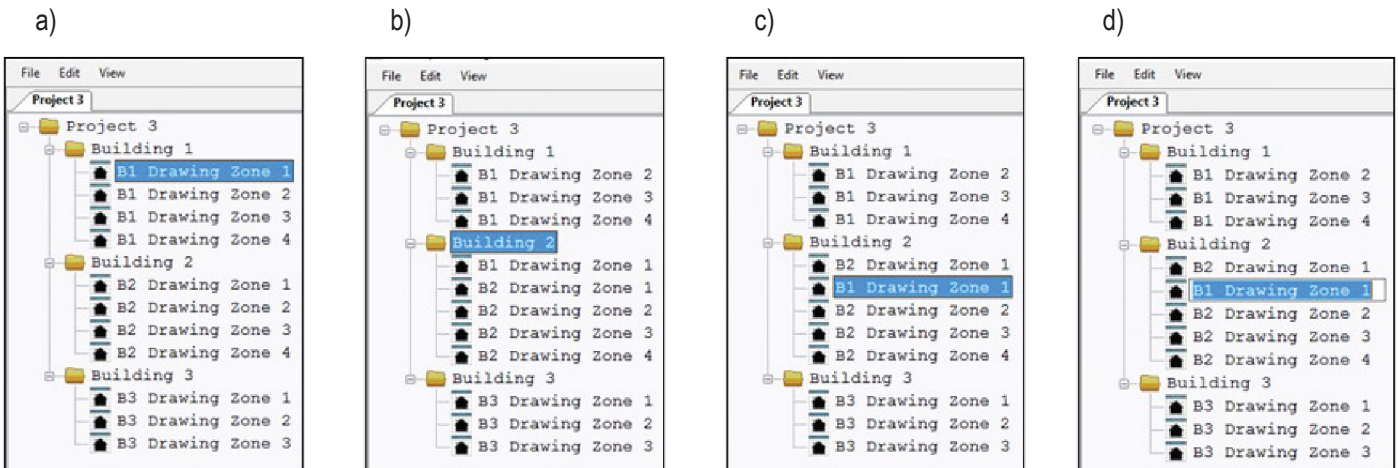 a)
File Edit View
Project 3
Project 3
Building 1
B1 Drawing Zone 1
B1 Drawing Zone 2
B1 Drawing Zone 3
B1 Drawing Zone 4
Building 2
B2 Drawing Zone 1
B2 Drawing Zone 2
B2 Drawing Zone 3
B2 Drawing Zone 4
Building 3
B3 Drawing Zone 1
B3 Drawing Zone 2
B3 Drawing Zone 3
b)
File Edit View
Project 3
Project 3
Building 1
B1 Drawing Zone 2
B1 Drawing Zone 3
B1 Drawing Zone 4
Building 2
B1 Drawing Zone 1
B2 Drawing Zone 1
B2 Drawing Zone 2
B2 Drawing Zone 3
B2 Drawing Zone 4
Building 3
B3 Drawing Zone 1
B3 Drawing Zone 2
B3 Drawing Zone 3
c)
File Edit View
Project 3
Project 3
Building 1
B1 Drawing Zone 2
B1 Drawing Zone 3
B1 Drawing Zone 4
Building 2
B2 Drawing Zone 1
B1 Drawing Zone 1
B2 Drawing Zone 2
B2 Drawing Zone 3
B2 Drawing Zone 4
Building 3
B3 Drawing Zone 1
B3 Drawing Zone 2
B3 Drawing Zone 3
d)
File Edit View
Project 3
Project 3
Building 1
B1 Drawing Zone 2
B1 Drawing Zone 3
B1 Drawing Zone 4
Building 2
B2 Drawing Zone 1
B1 Drawing Zone 1
B2 Drawing Zone 2
B2 Drawing Zone 3
B2 Drawing Zone 4
Building 3
B3 Drawing Zone 1
B3 Drawing Zone 2
B3 Drawing Zone 3